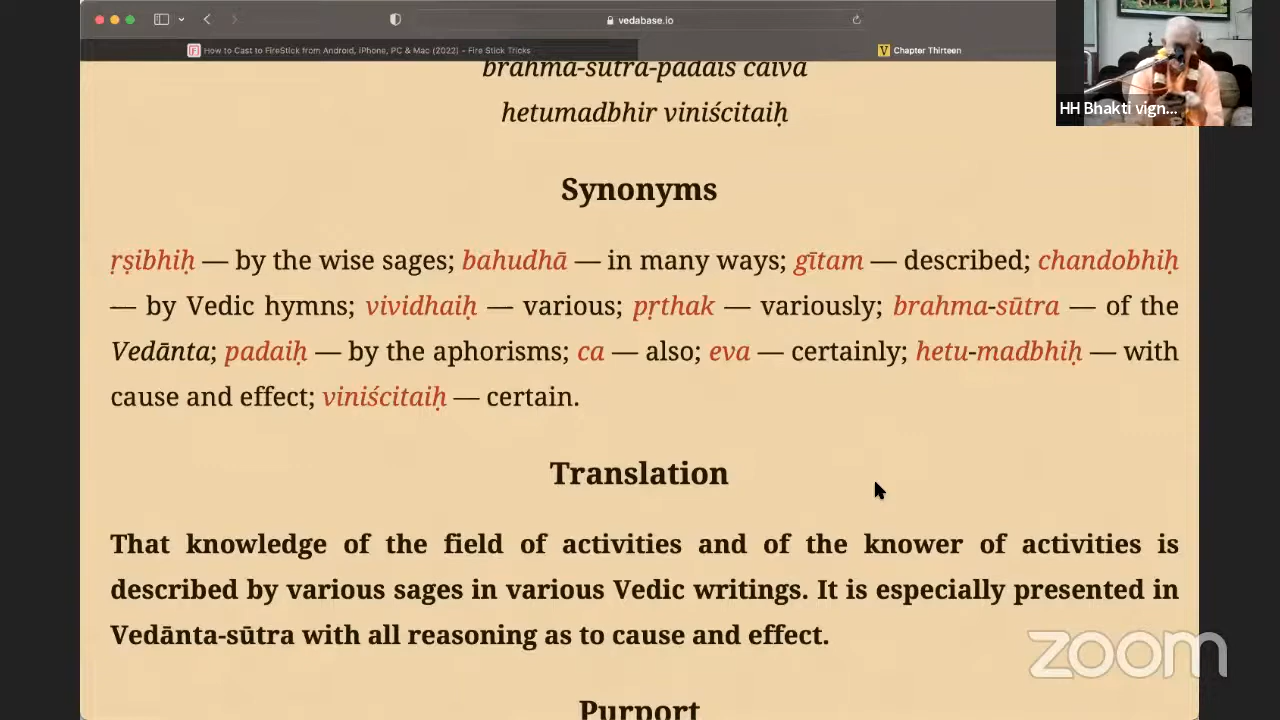 vedabase.io
How to Cast to FireStick from Android, iPhone, PC & Mac (2022) - Fire Stick Tricks
Chapter Thirteen
HH Bhakti vign...
brahma-sūtra-padaiś caiva
hetumadbhir viniścitaiḥ
Synonyms
ṛṣibhiḥ — by the wise sages; bahudhā — in many ways; gītam — described; chandobhiḥ
— by Vedic hymns; vividhaiḥ — various; pṛthak — variously; brahma-sūtra — of the
Vedānta; padaiḥ — by the aphorisms; ca — also; eva — certainly; hetu-madbhiḥ — with
cause and effect; viniścitaiḥ — certain.
Translation
That knowledge of the field of activities and of the knower of activities is
described by various sages in various Vedic writings. It is especially presented in
Vedānta-sūtra with all reasoning as to cause and effect.
zoom
Purport